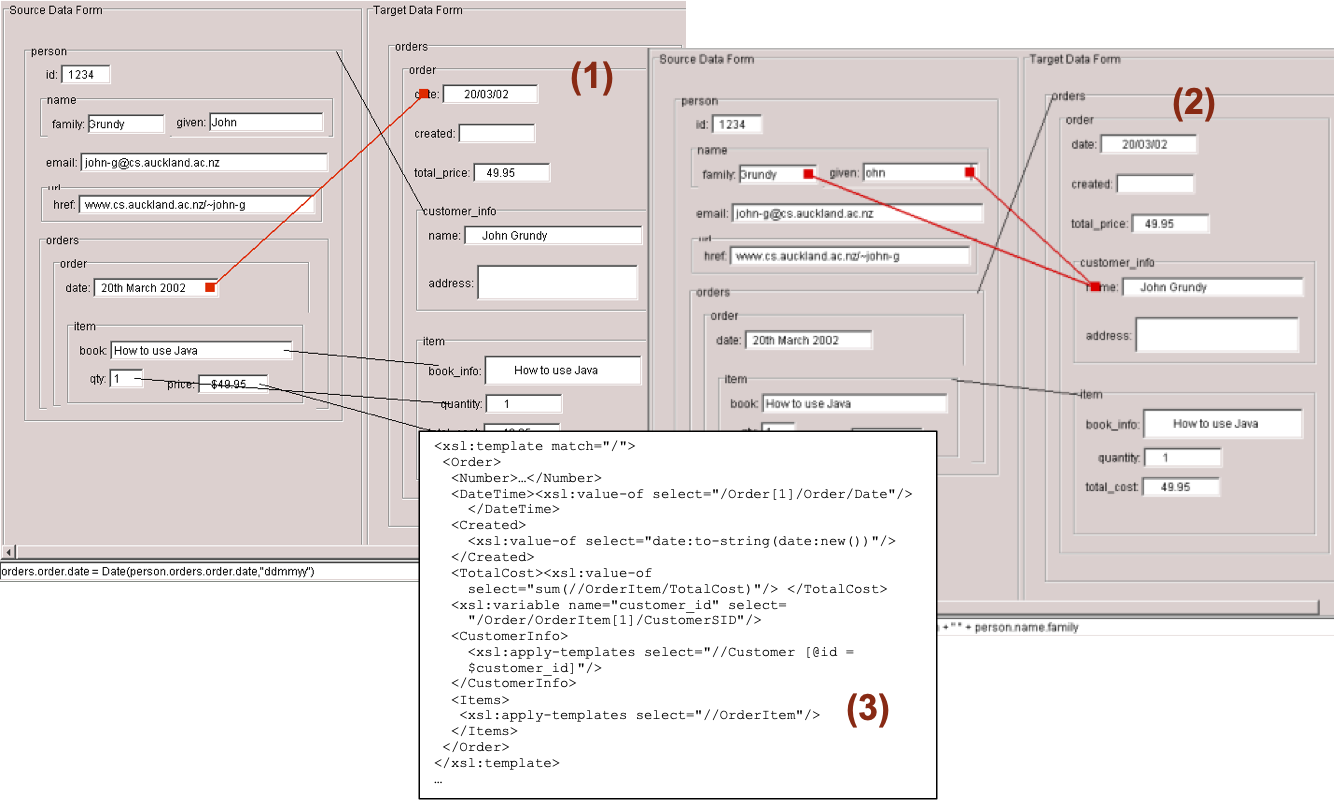 Source Data Form
Target Data Form
person
id: 1234
name
family: Grundy given: John
email: john-g@cs.auckland.ac.nz
url
href: www.cs.auckland.ac.nz/~john-g
orders
order
date: 20th March 2002
item
book: How to use Java
qty: 1 price: $49.95
orders
order
(1)
date: 20/03/02
created:
total_price: 49.95
customer_info
name: John Grundy
address:
item
book_info: How to use Java
quantity: 1
total_cost: 49.95
orders.order.date = Date(person.orders.order.date,"ddmmyy")
Source Data Form
Target Data Form
person
id: 1234
name
family: Grundy given: ohn
email: john-g@cs.auckland.ac.nz
url
href: www.cs.auckland.ac.nz/~john-g
orders
order
date: 20th March 2002
item
book: How to use Java
qty: 1
orders
(2)
order
date: 20/03/02
created:
total_price: 49.95
customer_info
name: John Grundy
address:
item
book_info: How to use Java
quantity: 1
total_cost: 49.95
+ " " + person.name.family
<xsl:template match="/">
<Order>
<Number>…</Number>
<DateTime><xsl:value-of select="/Order[1]/Order/Date"/>
</DateTime>
<Created>
<xsl:value-of select="date:to-string(date:new())"/>
</Created>
<TotalCost><xsl:value-of
select="sum(//OrderItem/TotalCost)"/> </TotalCost>
<xsl:variable name="customer_id" select=
"/Order/OrderItem[1]/CustomerSID"/>
<CustomerInfo>
<xsl:apply-templates select="//Customer [@id =
$customer_id]"/>
</CustomerInfo>
<Items>
<xsl:apply-templates select="//OrderItem"/>
</Items>
</Order>
</xsl:template>
…
(3)